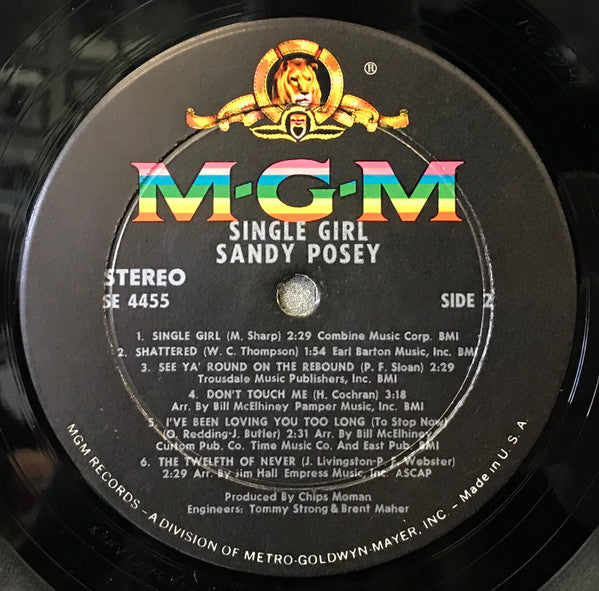 ®
M·G·M
SINGLE GIRL
SANDY POSEY
STEREO
SE 4455
SIDE 2
1. SINGLE GIRL (M. Sharp) 2:29 Combine Music Corp. BMI
2. SHATTERED (W. C. Thompson) 1:54 Earl Barton Music, Inc. BMI
3. SEE YA' ROUND ON THE REBOUND (P. F. Sloan) 2:29
Trousdale Music Publishers, Inc. BMI
4. DON'T TOUCH ME (H. Cochran) 3:18
Arr. By Bill McElhiney Pamper Music, Inc. BMI
5. I'VE BEEN LOVING YOU TOO LONG (To Stop Now)
(O. Redding-J. Butler) 2:31 Arr. By Bill McElhiney
Curtom Pub. Co. Time Music Co. And East Pub. BMI
6. THE TWELFTH OF NEVER (J. Livingston-P. F. Webster)
2:29 Arr. By Jim Hall Empress Music, Inc. ASCAP
Produced By Chips Moman
Engineers: Tommy Strong & Brent Maher
MGM RECORDS – A DIVISION OF METRO-GOLDWYN-MAYER, INC. – Made in U. S. A.